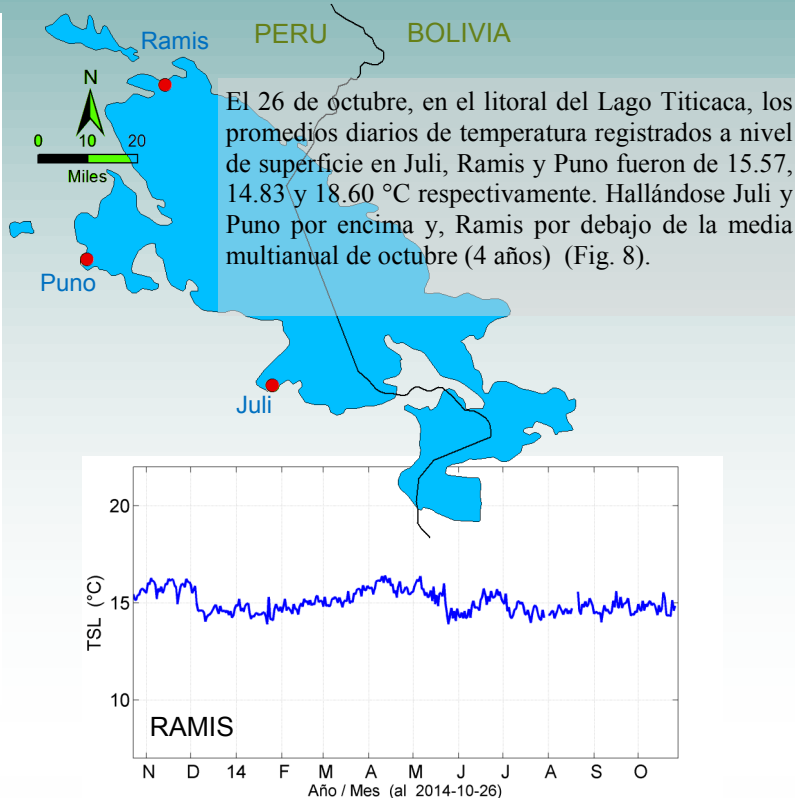 Ramis
PERU
BOLIVIA
N
0 10 20
Miles
El 26 de octubre, en el litoral del Lago Titicaca, los
promedios diarios de temperatura registrados a nivel
de superficie en Juli, Ramis y Puno fueron de 15.57,
14.83 y 18.60 °C respectivamente. Hallándose Juli y
Puno por encima y, Ramis por debajo de la media
multianual de octubre (4 años) (Fig. 8).
Puno
Juli
20
15
10
TSL (°C)
RAMIS
N D 14 F M A M J J A S O
Año / Mes (al 2014-10-26)